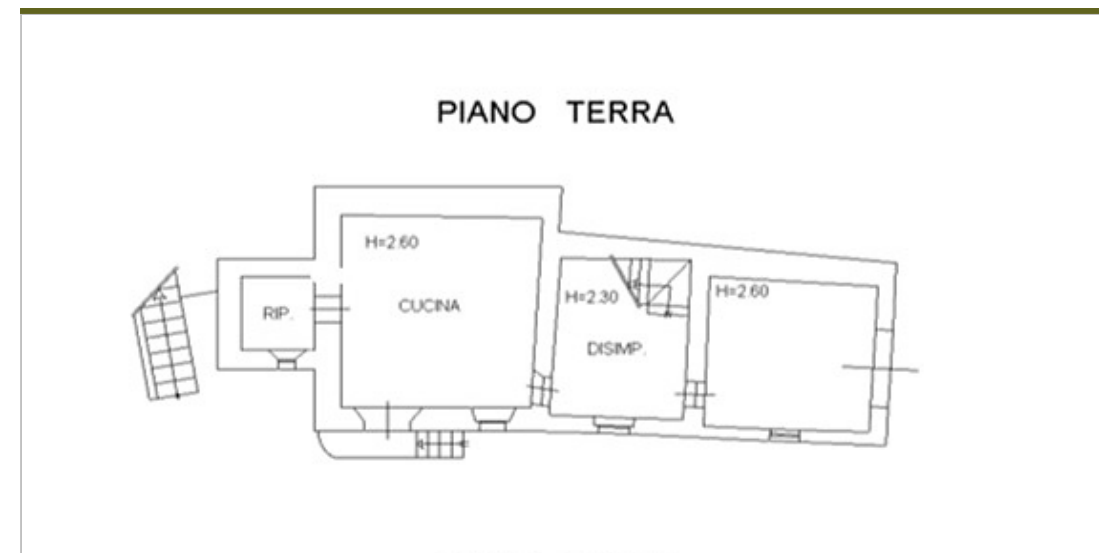 PIANO TERRA
H=2.60
CUCINA
RIP.
H=2.30
DISIMP.
H=2.60